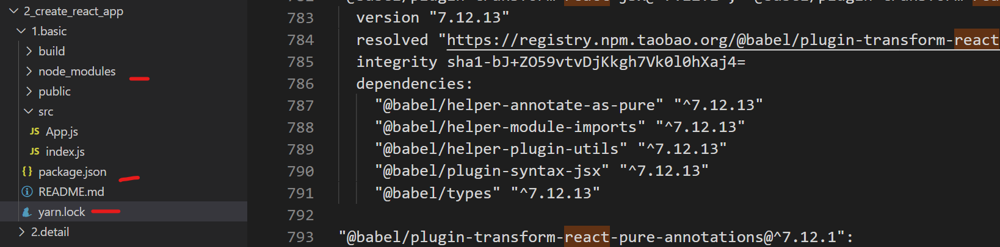 2_create_react_app
1.basic
build
node_modules
public
src
JS App.js
JS index.js
{} package.json
README.md
yarn.lock
2.detail
783 version "7.12.13"
784 resolved "https://registry.npm.taobao.org/@babel/plugin-transform-react
785 integrity sha1-bJ+ZO59vtvDjKkgh7Vk0l0hXaj4=
786 dependencies:
787 "@babel/helper-annotate-as-pure" "^7.12.13"
788 "@babel/helper-module-imports" "^7.12.13"
789 "@babel/helper-plugin-utils" "^7.12.13"
790 "@babel/plugin-syntax-jsx" "^7.12.13"
791 "@babel/types" "^7.12.13"
792
793 "@babel/plugin-transform-react-pure-annotations@^7.12.1":